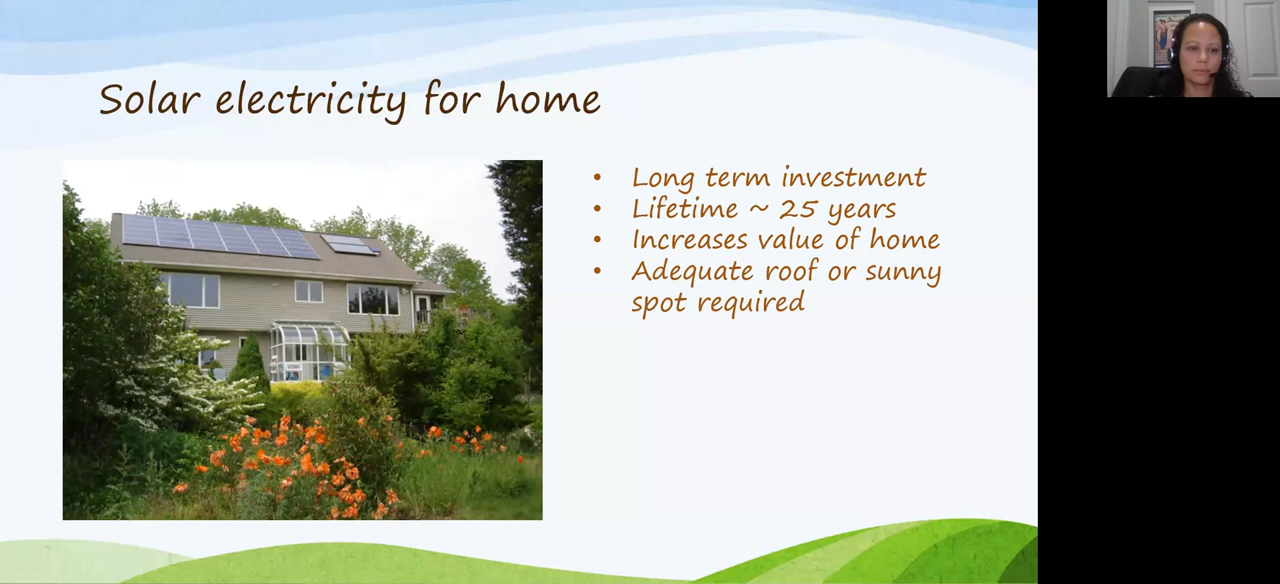 Solar electricity for home
• Long term investment
• Lifetime ~ 25 years
• Increases value of home
• Adequate roof or sunny
spot required